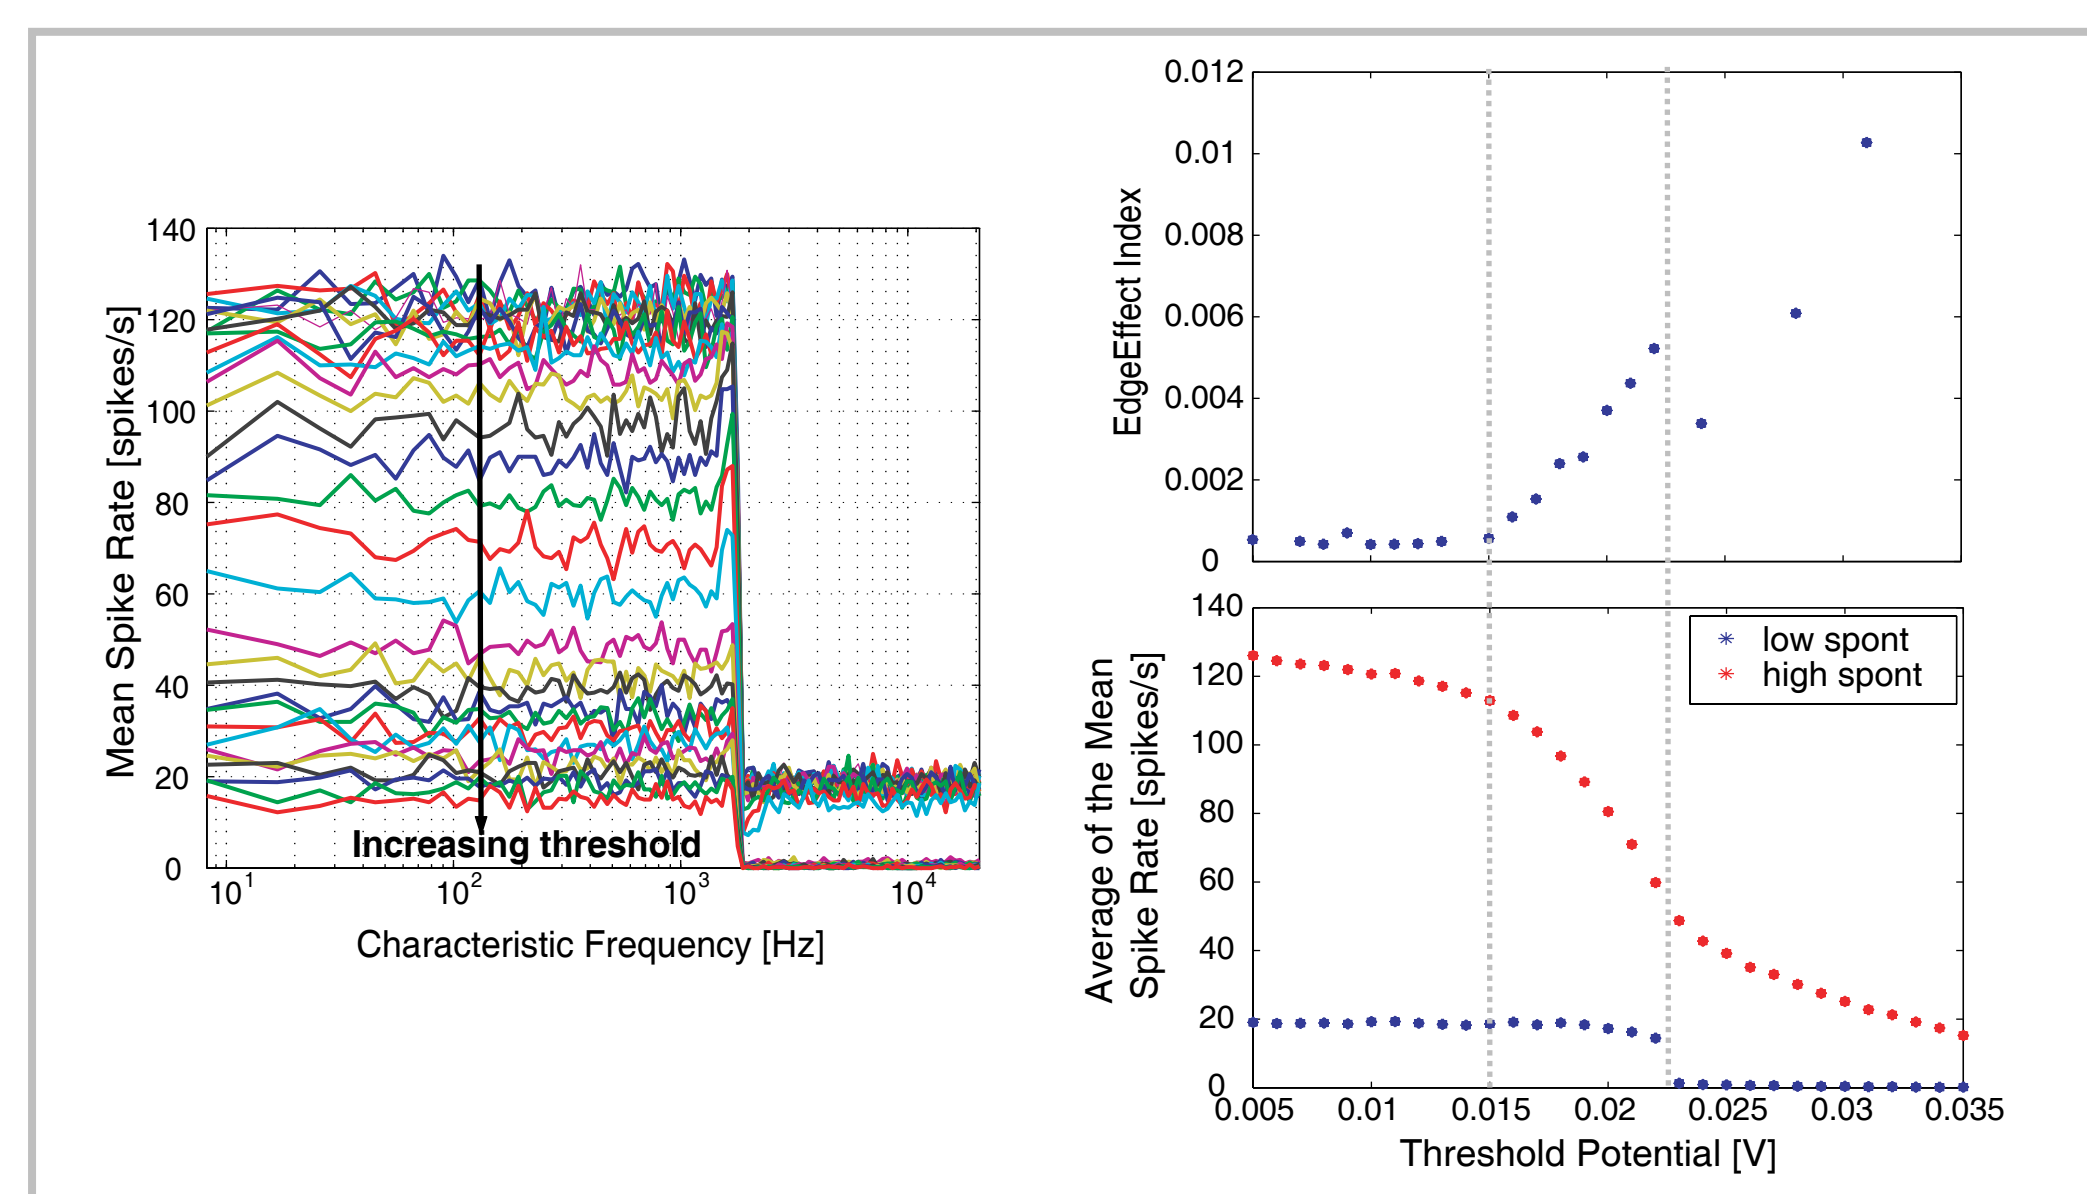 140
120
100
80
60
40
20
0
Mean Spike Rate [spikes/s]
Increasing threshold
10^1 10^2 10^3 10^4
Characteristic Frequency [Hz]
0.012
0.01
0.008
0.006
0.004
0.002
0
EdgeEffect Index
140
120
100
80
60
40
20
0
Average of the Mean
Spike Rate [spikes/s]
low spont
high spont
0.005 0.01 0.015 0.02 0.025 0.03 0.035
Threshold Potential [V]